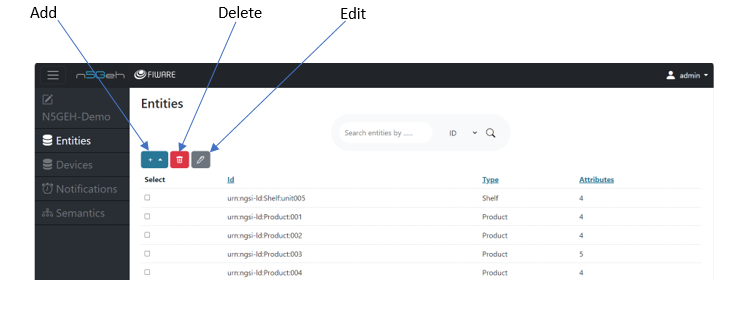 Add Delete Edit
n5Geh FIWARE admin
N5GEH-Demo
Entities
Devices
Notifications
Semantics
Entities
Search entities by ...... ID
+
Select Id Type Attributes
urn:ngsi-ld:Shelf:unit005 Shelf 4
urn:ngsi-ld:Product:001 Product 4
urn:ngsi-ld:Product:002 Product 4
urn:ngsi-ld:Product:003 Product 5
urn:ngsi-ld:Product:004 Product 4